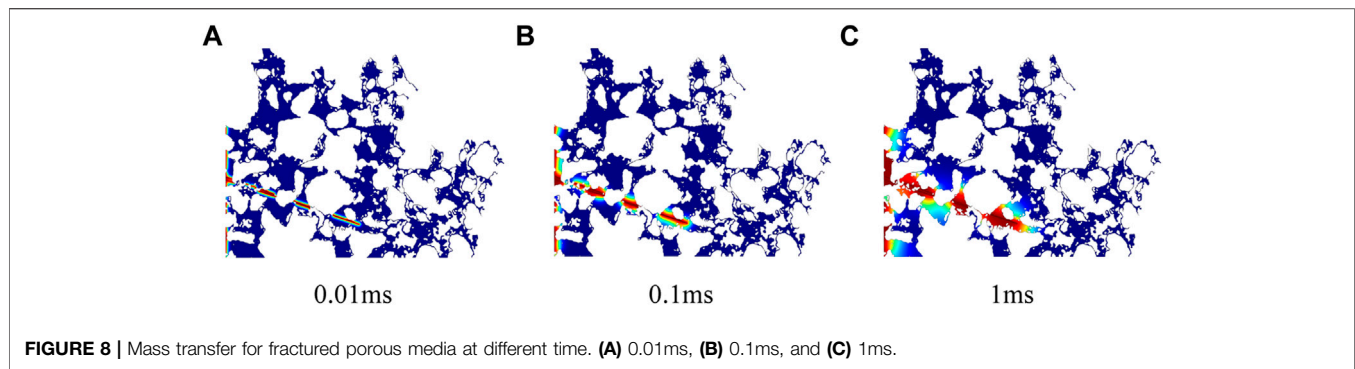 A B C
0.01ms 0.1ms 1ms
FIGURE 8 | Mass transfer for fractured porous media at different time. (A) 0.01ms, (B) 0.1ms, and (C) 1ms.